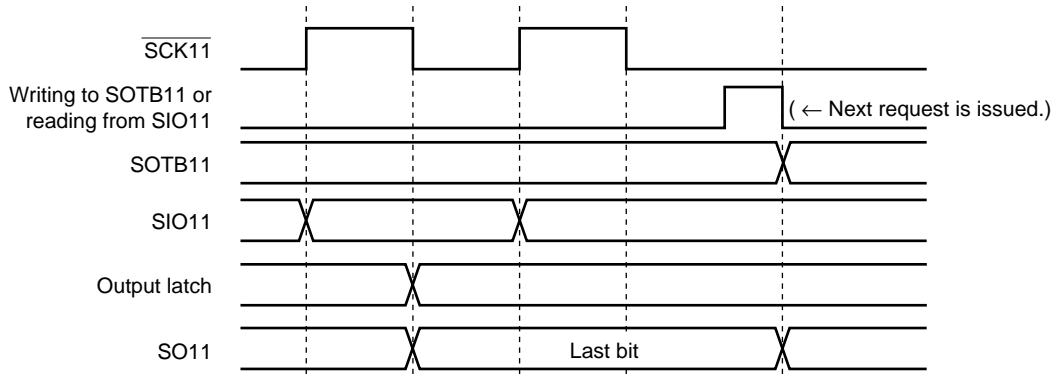 SCK11
Writing to SOTB11 or
reading from SIO11
( ← Next request is issued.)
SOTB11
SIO11
Output latch
SO11
Last bit